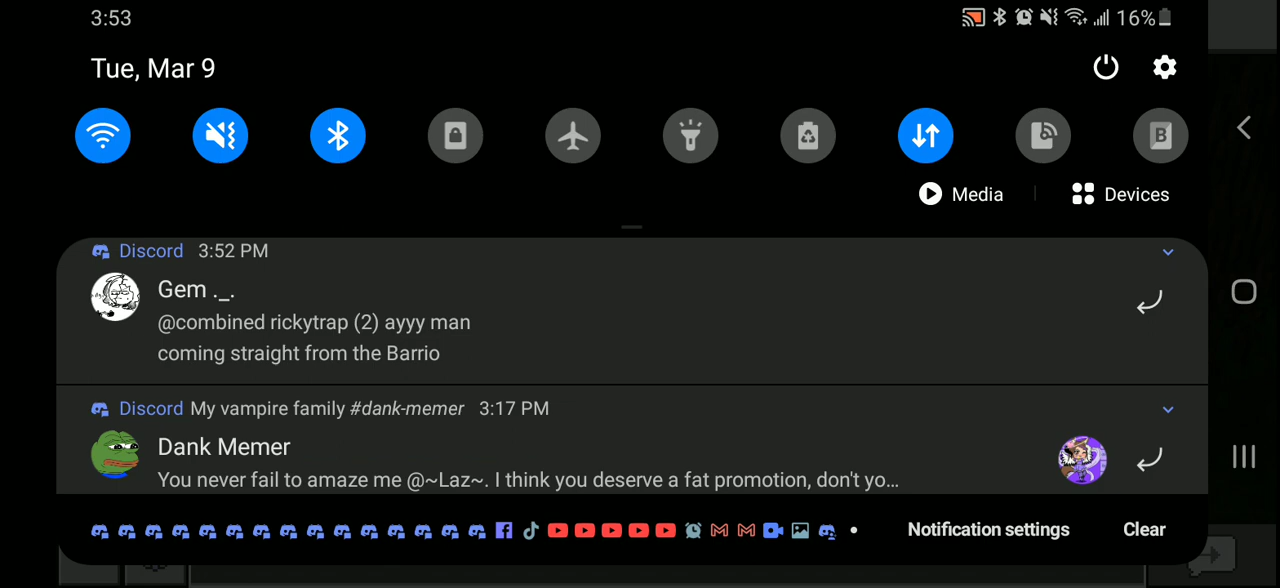 3:53
16%
Tue, Mar 9
B
Media
Devices
Discord 3:52 PM
Gem ._.
@combined rickytrap (2) ayyy man
coming straight from the Barrio
Discord My vampire family #dank-memer 3:17 PM
Dank Memer
You never fail to amaze me @~Laz~. I think you deserve a fat promotion, don't yo...
Notification settings
Clear